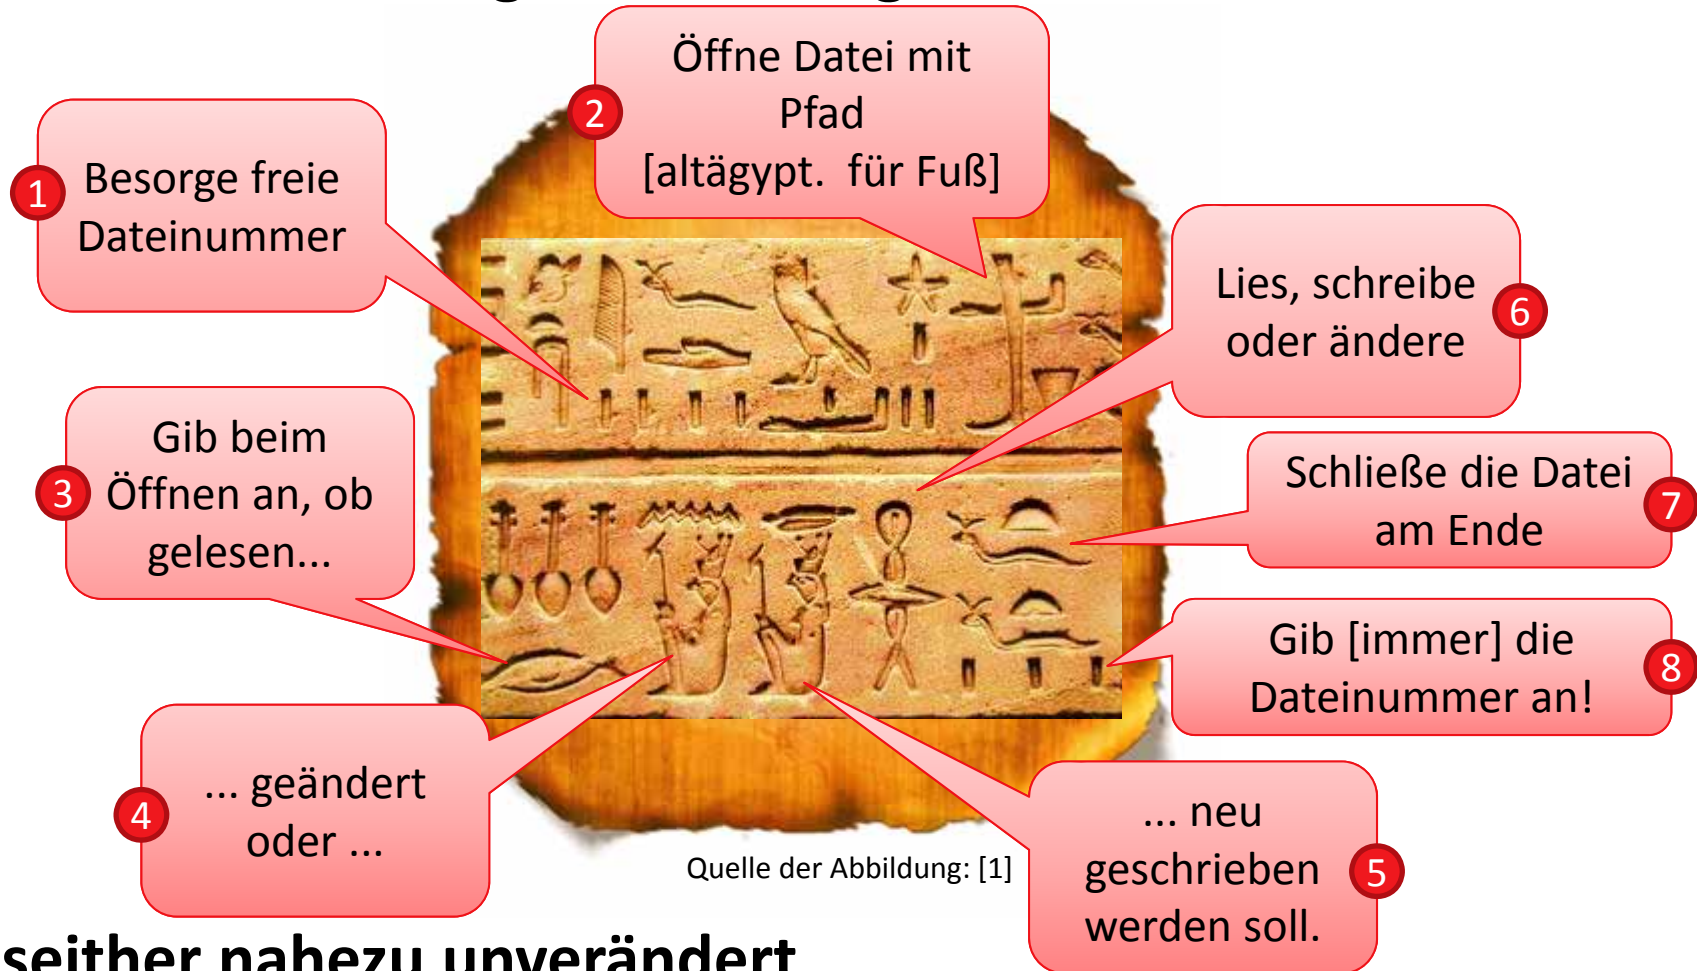 2
Öffne Datei mit
Pfad
[altägypt. für Fuß]
1
Besorge freie
Dateinummer
6
Lies, schreibe
oder ändere
3
Gib beim
Öffnen an, ob
gelesen...
7
Schließe die Datei
am Ende
8
Gib [immer] die
Dateinummer an!
4
... geändert
oder ...
5
... neu
geschrieben
werden soll.
Quelle der Abbildung: [1]
seither nahezu unverändert